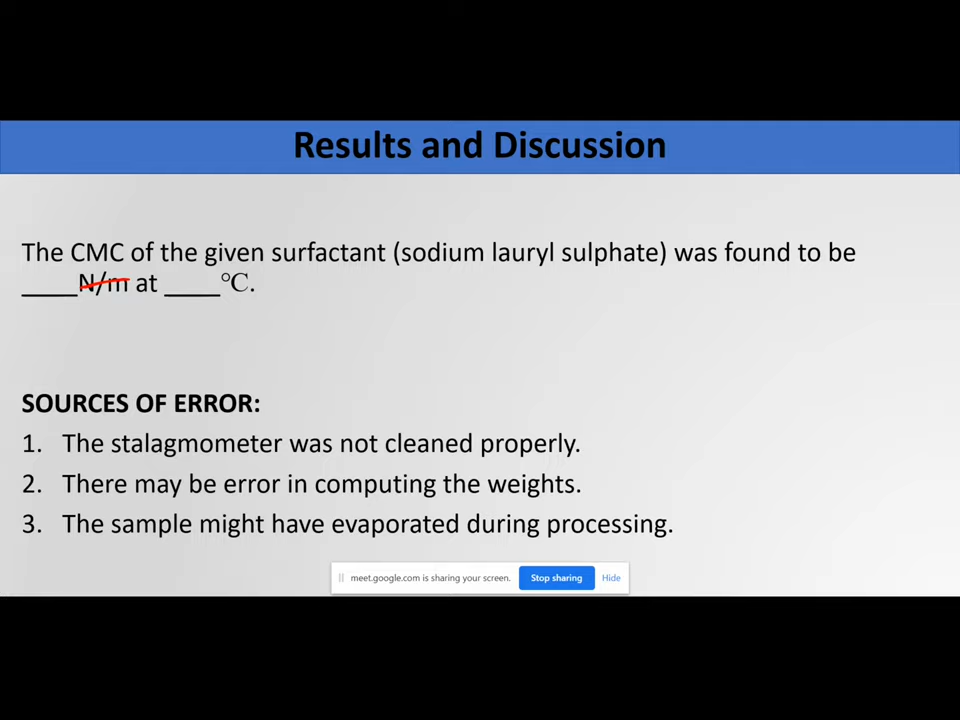 Results and Discussion
The CMC of the given surfactant (sodium lauryl sulphate) was found to be
____N/m at ____°C.
SOURCES OF ERROR:
1. The stalagmometer was not cleaned properly.
2. There may be error in computing the weights.
3. The sample might have evaporated during processing.
meet.google.com is sharing your screen. Stop sharing Hide